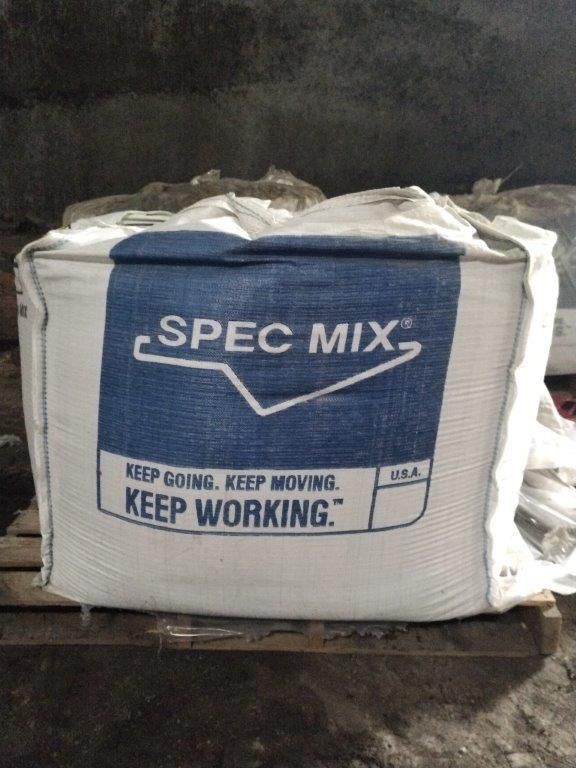 SPEC MIX®
KEEP GOING. KEEP MOVING.
KEEP WORKING.™
U.S.A.